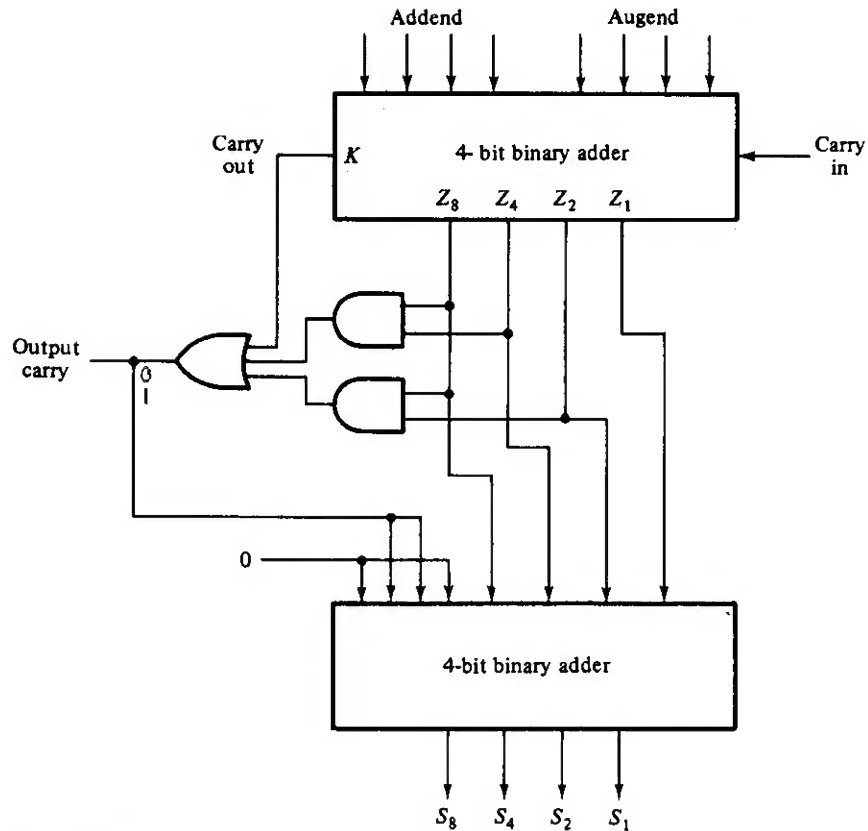 Addend Augend
Carry out
K
4- bit binary adder
Carry in
Z8 Z4 Z2 Z1
Output carry
0
1
0
4-bit binary adder
S8 S4 S2 S1